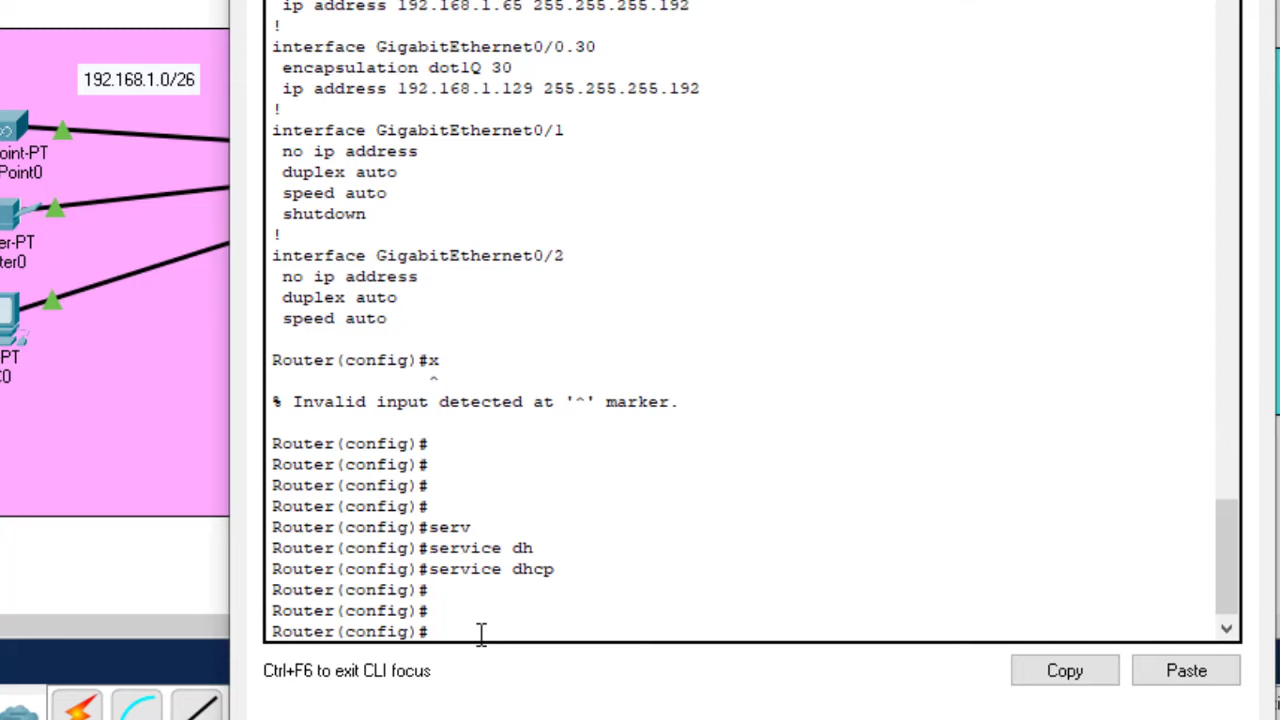 ip address 192.168.1.65 255.255.255.192
!
interface GigabitEthernet0/0.30
encapsulation dot1Q 30
ip address 192.168.1.129 255.255.255.192
!
interface GigabitEthernet0/1
no ip address
duplex auto
speed auto
shutdown
!
interface GigabitEthernet0/2
no ip address
duplex auto
speed auto
Router(config)#x
^
% Invalid input detected at '^' marker.
Router(config)#
Router(config)#
Router(config)#
Router(config)#
Router(config)#serv
Router(config)#service dh
Router(config)#service dhcp
Router(config)#
Router(config)#
Router(config)#
Ctrl+F6 to exit CLI focus
Copy
Paste
192.168.1.0/26
oint-PT
Point0
er-PT
ter0
PT
C0